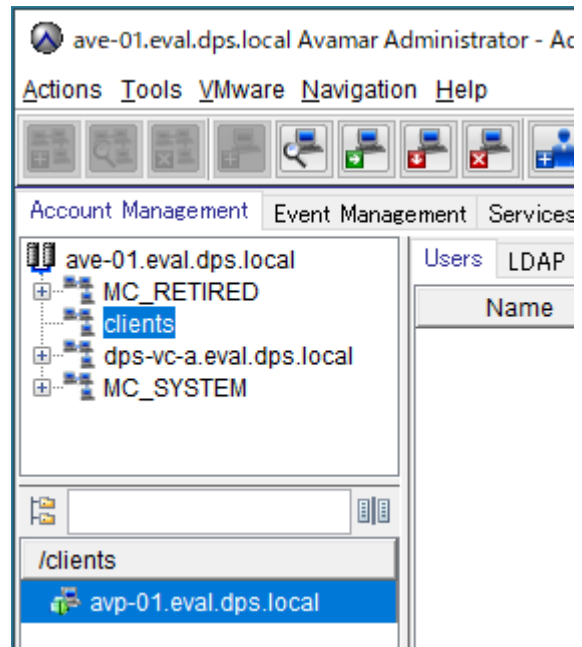 ave-01.eval.dps.local Avamar Administrator - Ad
Actions Tools VMware Navigation Help
Account Management Event Management Services
ave-01.eval.dps.local
MC_RETIRED
clients
dps-vc-a.eval.dps.local
MC_SYSTEM
Users LDAP
Name
/clients
avp-01.eval.dps.local